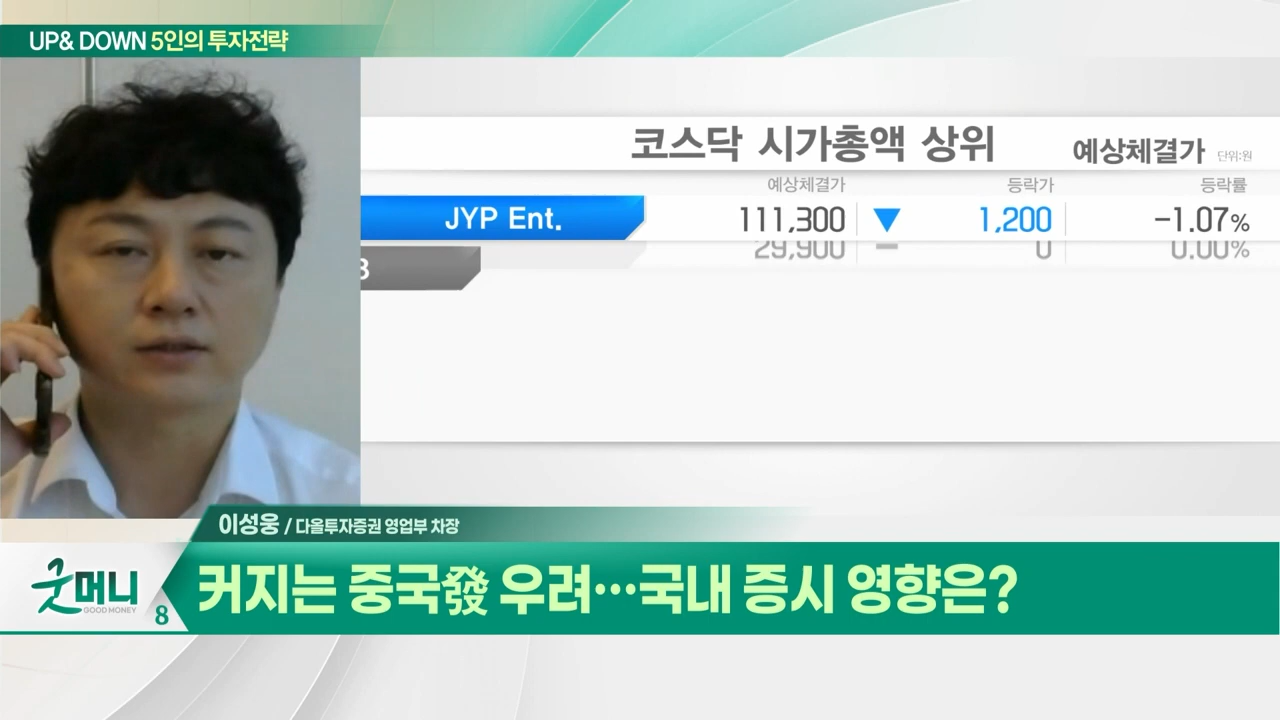 UP& DOWN 5인의 투자전략
코스닥 시가총액 상위 예상체결가 단위:원
예상체결가 등락가 등락률
JYP Ent. 111,300 ▼ 1,200 -1.07%
29,900 0 0.00%
이성웅 / 다올투자증권 영업부 차장
굿머니
GOOD MONEY
8
커지는 중국發 우려…국내 증시 영향은?